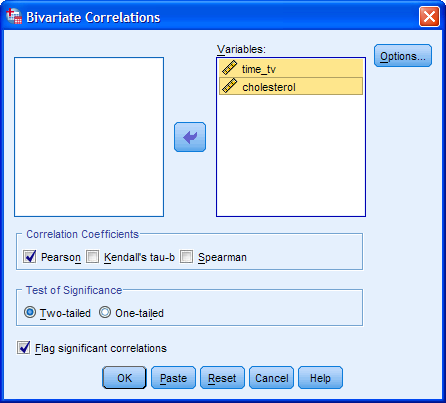 Bivariate Correlations
Variables:
time_tv
cholesterol
Options...
Correlation Coefficients
Pearson Kendall's tau-b Spearman
Test of Significance
Two-tailed One-tailed
Flag significant correlations
OK Paste Reset Cancel Help